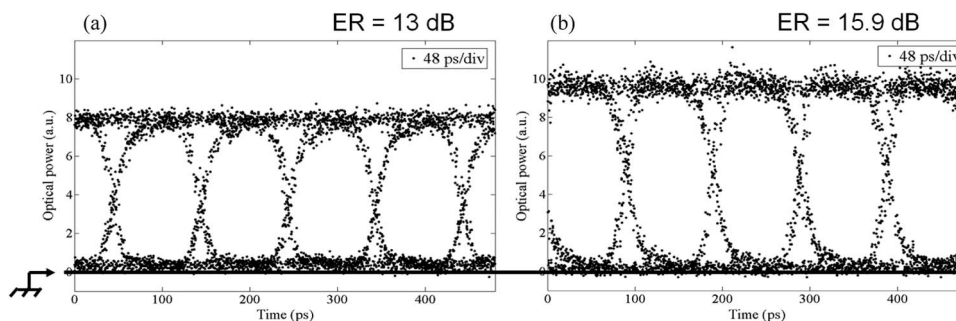 (a) ER = 13 dB
48 ps/div
10
8
6
4
2
0
Optical power (a.u.)
0 100 200 300 400
Time (ps)
(b) ER = 15.9 dB
48 ps/div
10
8
6
4
2
0
Optical power (a.u.)
0 100 200 300 400
Time (ps)